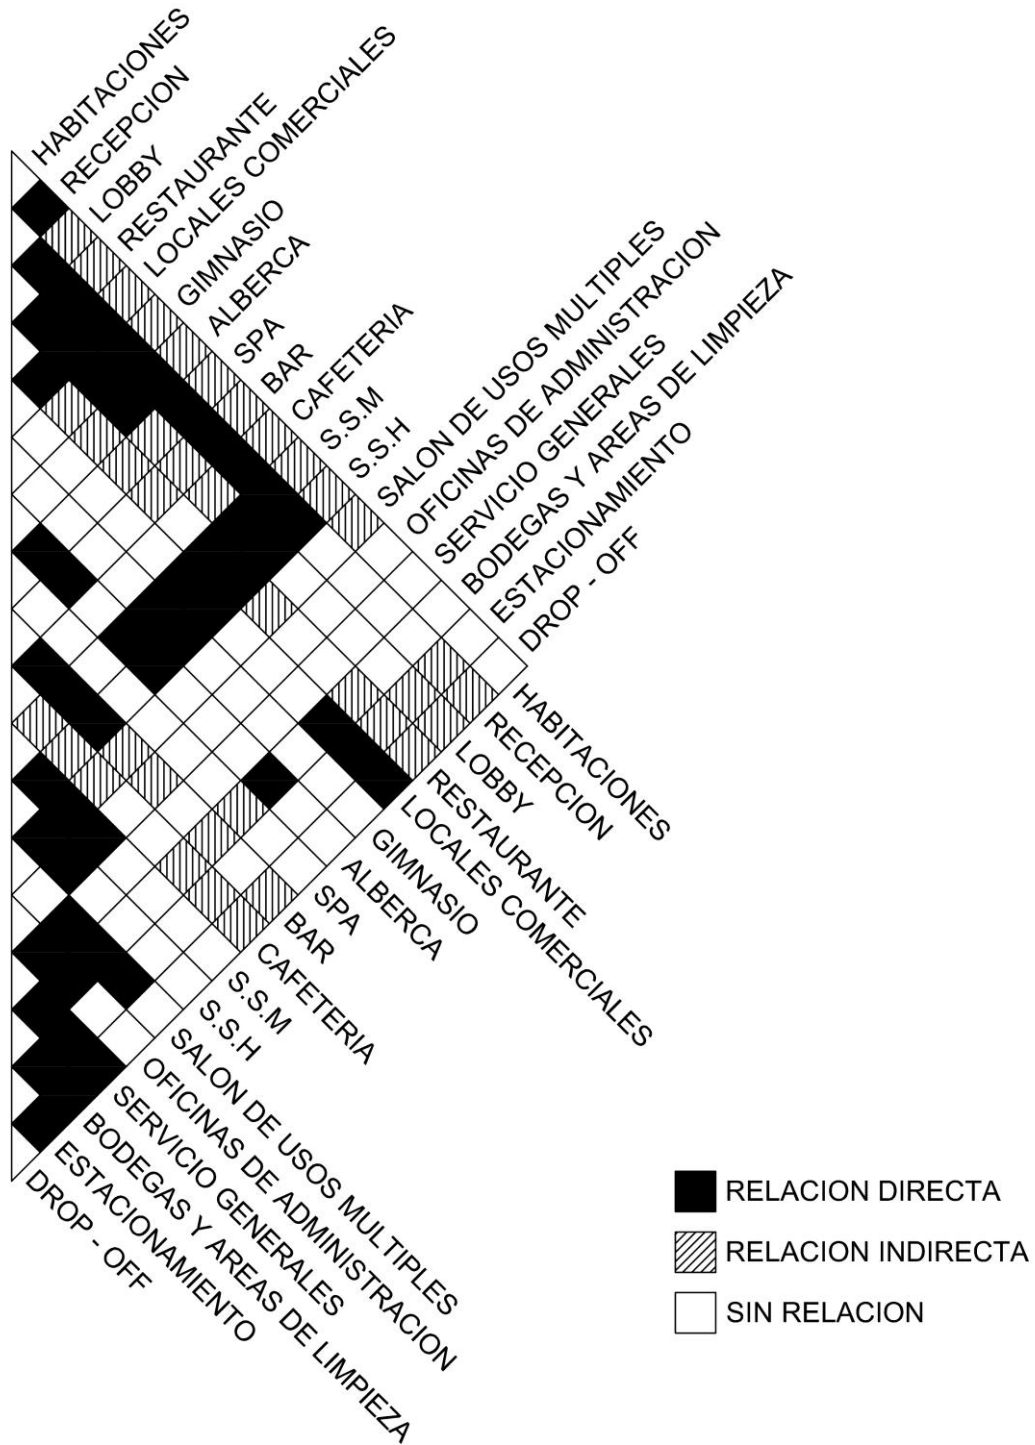 HABITACIONES
RECEPCION
LOBBY
RESTAURANTE
LOCALES COMERCIALES
GIMNASIO
ALBERCA
SPA
BAR
CAFETERIA
S.S.M
S.S.H
SALON DE USOS MULTIPLES
OFICINAS DE ADMINISTRACION
SERVICIO GENERALES
BODEGAS Y AREAS DE LIMPIEZA
ESTACIONAMIENTO
DROP - OFF
HABITACIONES
RECEPCION
LOBBY
RESTAURANTE
LOCALES COMERCIALES
GIMNASIO
ALBERCA
SPA
BAR
CAFETERIA
S.S.M
S.S.H
SALON DE USOS MULTIPLES
OFICINAS DE ADMINISTRACION
SERVICIO GENERALES
BODEGAS Y AREAS DE LIMPIEZA
ESTACIONAMIENTO
DROP - OFF
RELACION DIRECTA
RELACION INDIRECTA
SIN RELACION